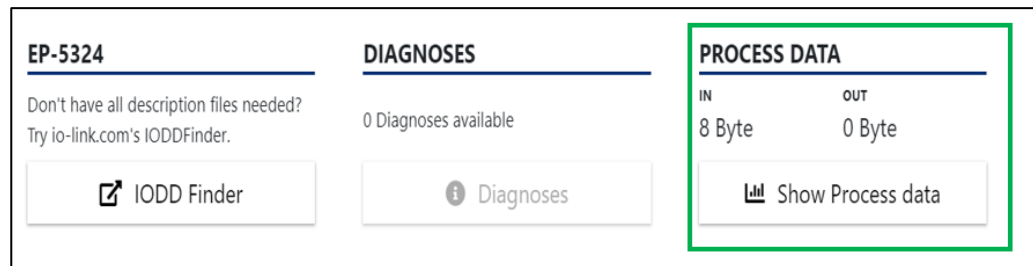 EP-5324
Don't have all description files needed?
Try io-link.com's IODDFinder.
IODD Finder
DIAGNOSES
0 Diagnoses available
Diagnoses
PROCESS DATA
IN OUT
8 Byte 0 Byte
Show Process data